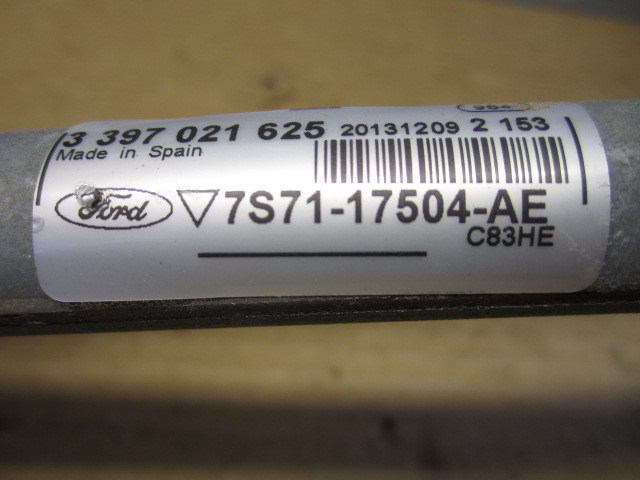 3 397 021 625 20131209 2 153
Made in Spain
Ford 7S71-17504-AE
C83HE